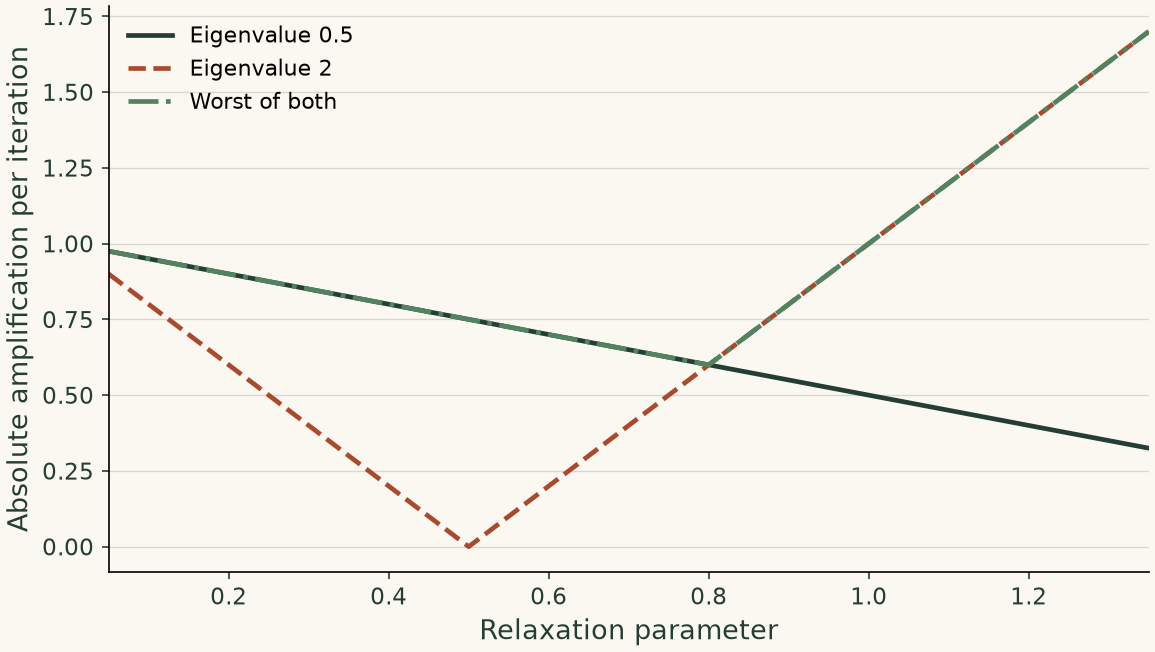 1.75
1.50
1.25
1.00
0.75
0.50
0.25
0.00
Absolute amplification per iteration
Eigenvalue 0.5
Eigenvalue 2
Worst of both
0.2 0.4 0.6 0.8 1.0 1.2
Relaxation parameter